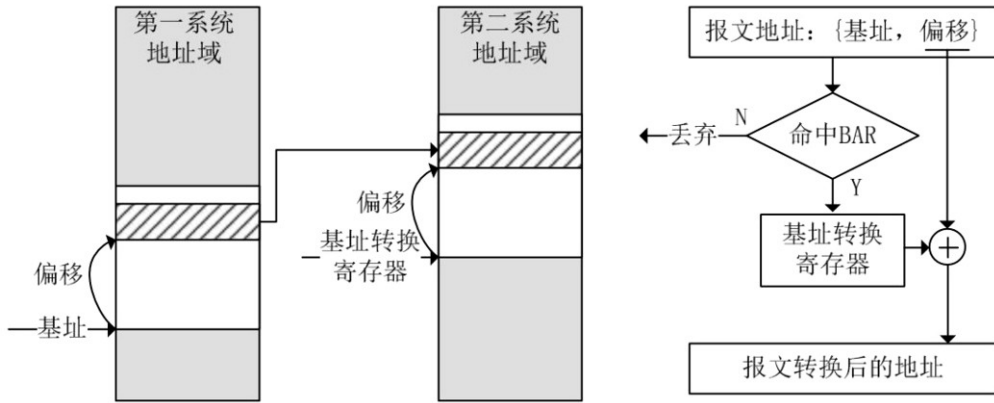 第一系统
地址域
偏移
基址
第二系统
地址域
偏移
基址转换
寄存器
报文地址：{基址，偏移}
命中BAR
N
丢弃
Y
基址转换
寄存器
报文转换后的地址